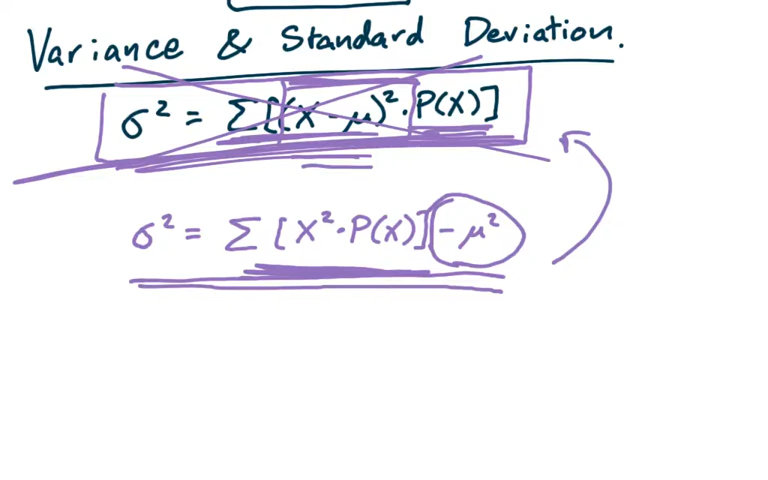 Variance & Standard Deviation.
σ² = Σ[(X - μ)² · P(X)]
σ² = Σ [X² · P(X)] - μ²